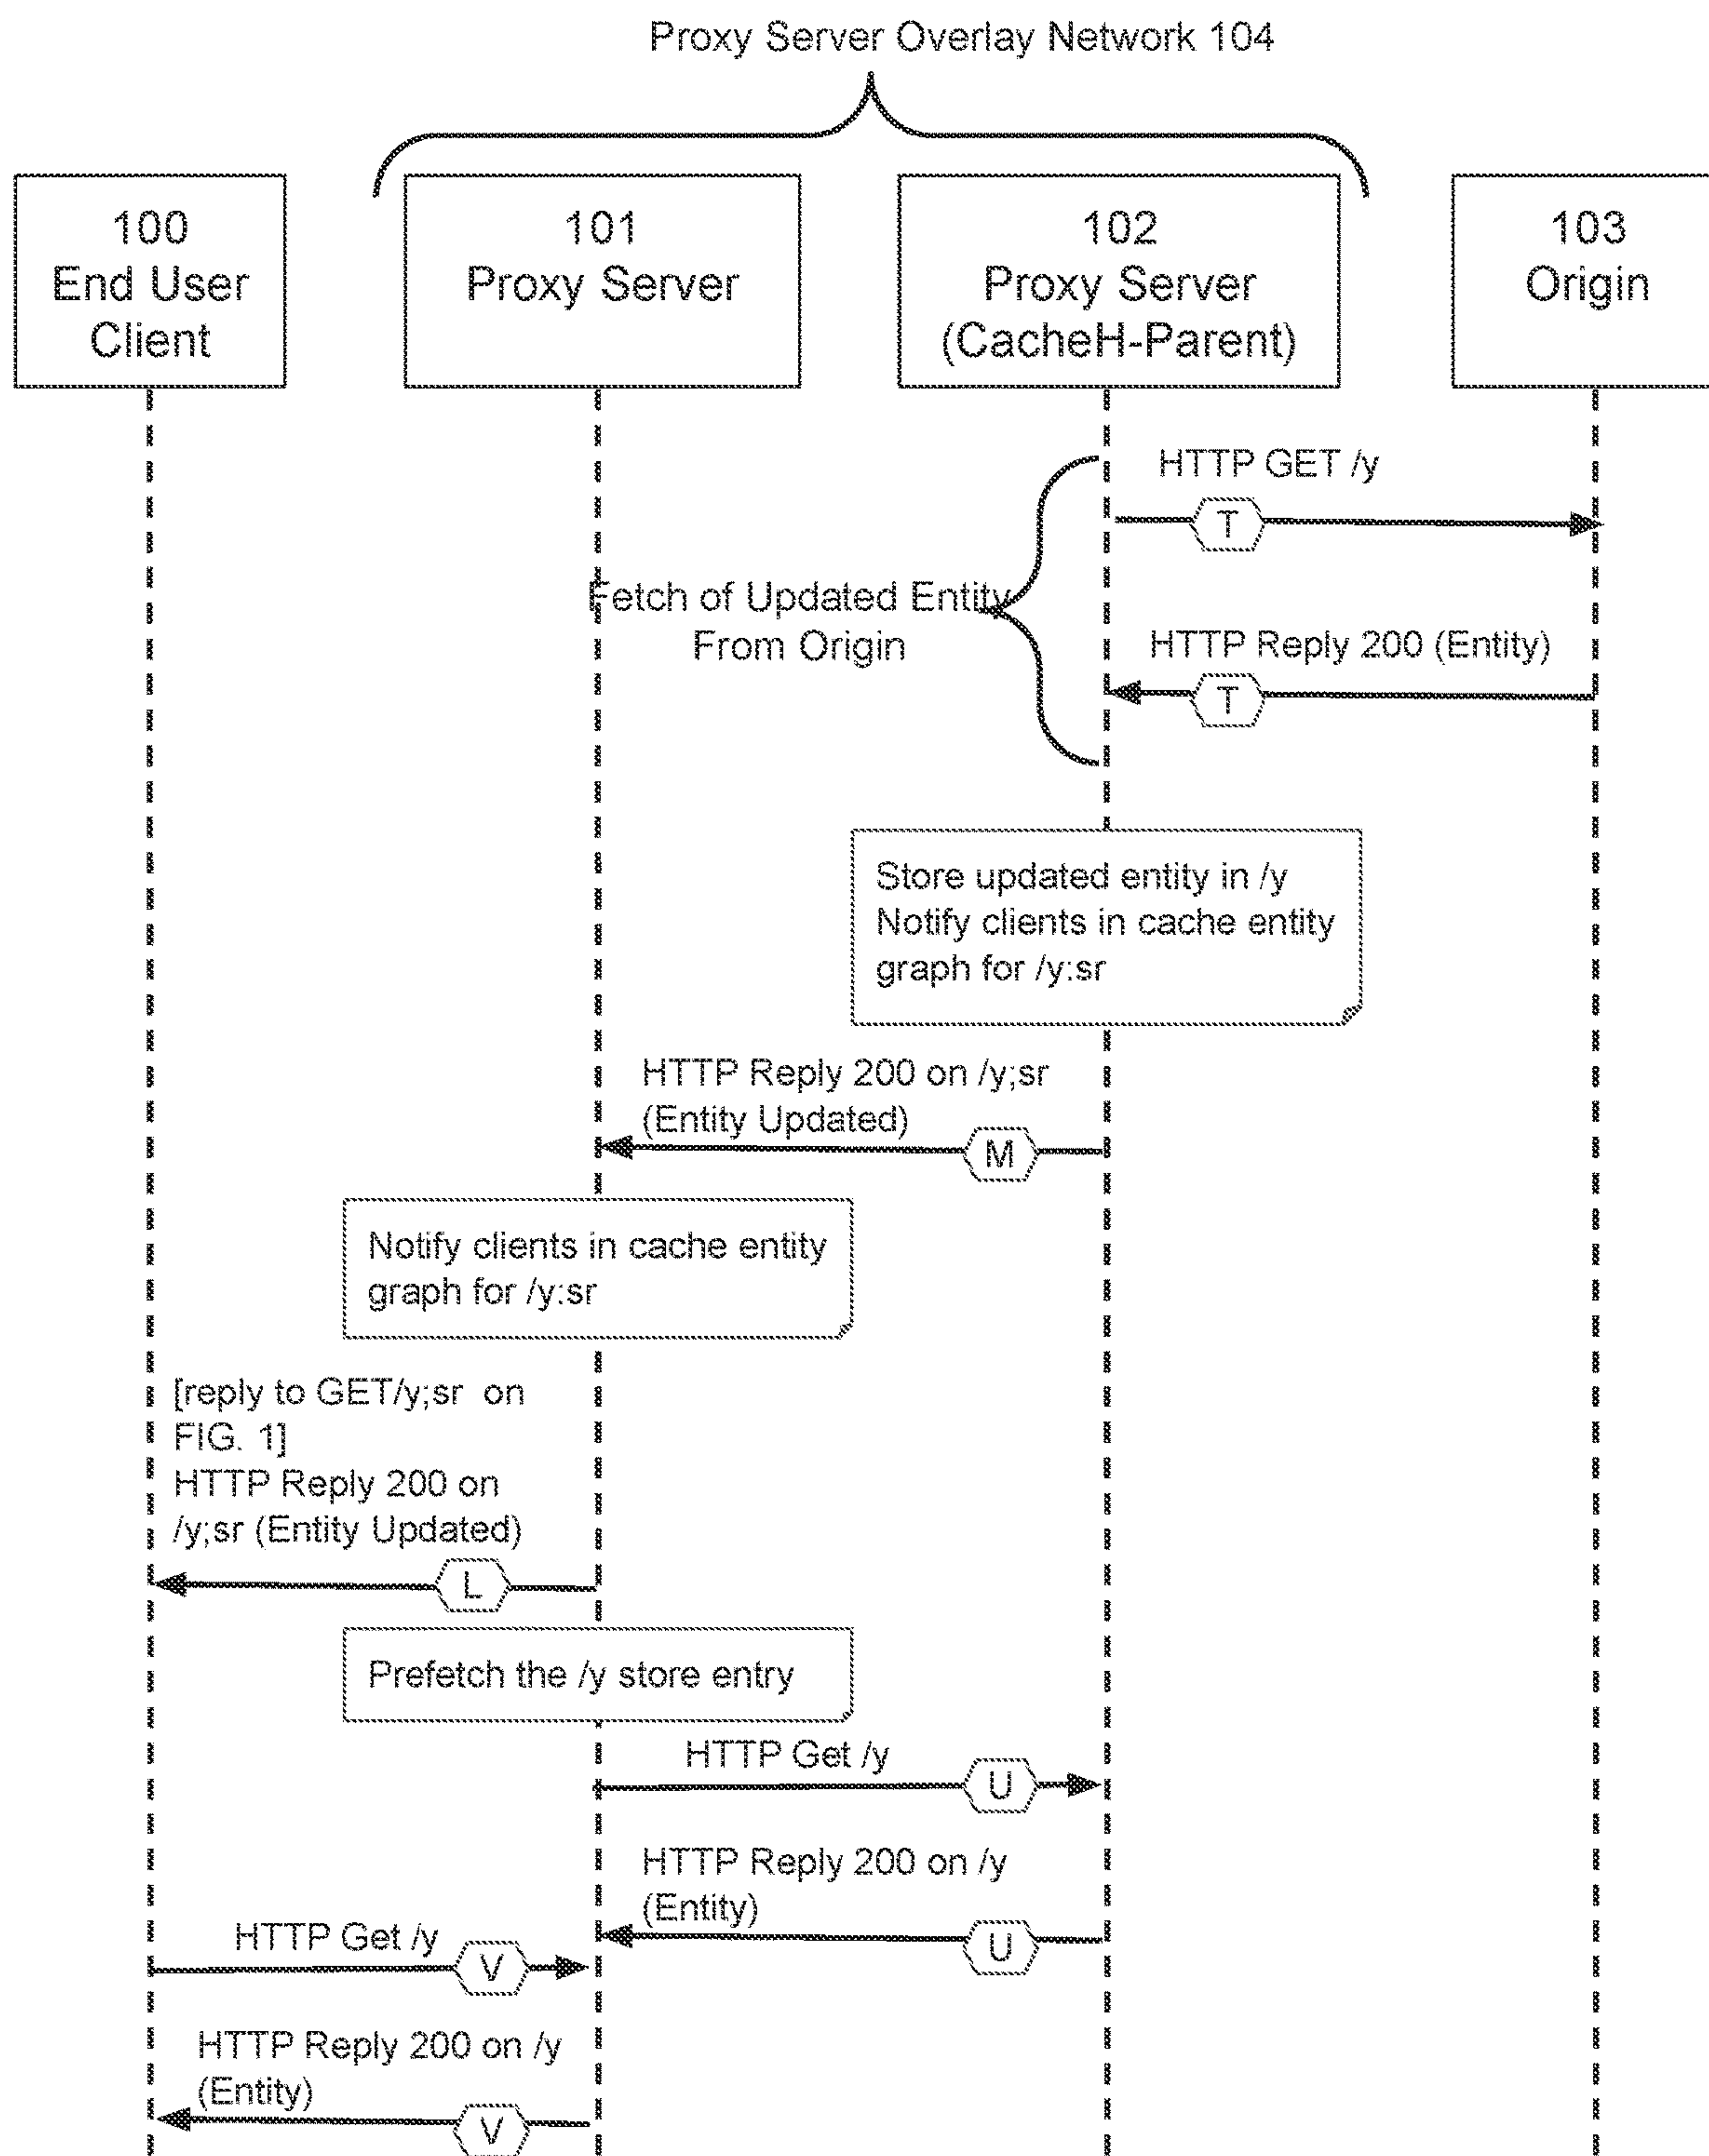 Proxy Server Overlay Network 104
100
End User
Client
101
Proxy Server
102
Proxy Server
(CacheH-Parent)
103
Origin
HTTP GET /y
T
Fetch of Updated Entity
From Origin
HTTP Reply 200 (Entity)
T
Store updated entity in /y
Notify clients in cache entity
graph for /y:sr
HTTP Reply 200 on /y;sr
(Entity Updated)
M
Notify clients in cache entity
graph for /y:sr
[reply to GET/y;sr on
FIG. 1]
HTTP Reply 200 on
/y;sr (Entity Updated)
L
Prefetch the /y store entry
HTTP Get /y
U
HTTP Reply 200 on /y
(Entity)
U
HTTP Get /y
V
HTTP Reply 200 on /y
(Entity)
V